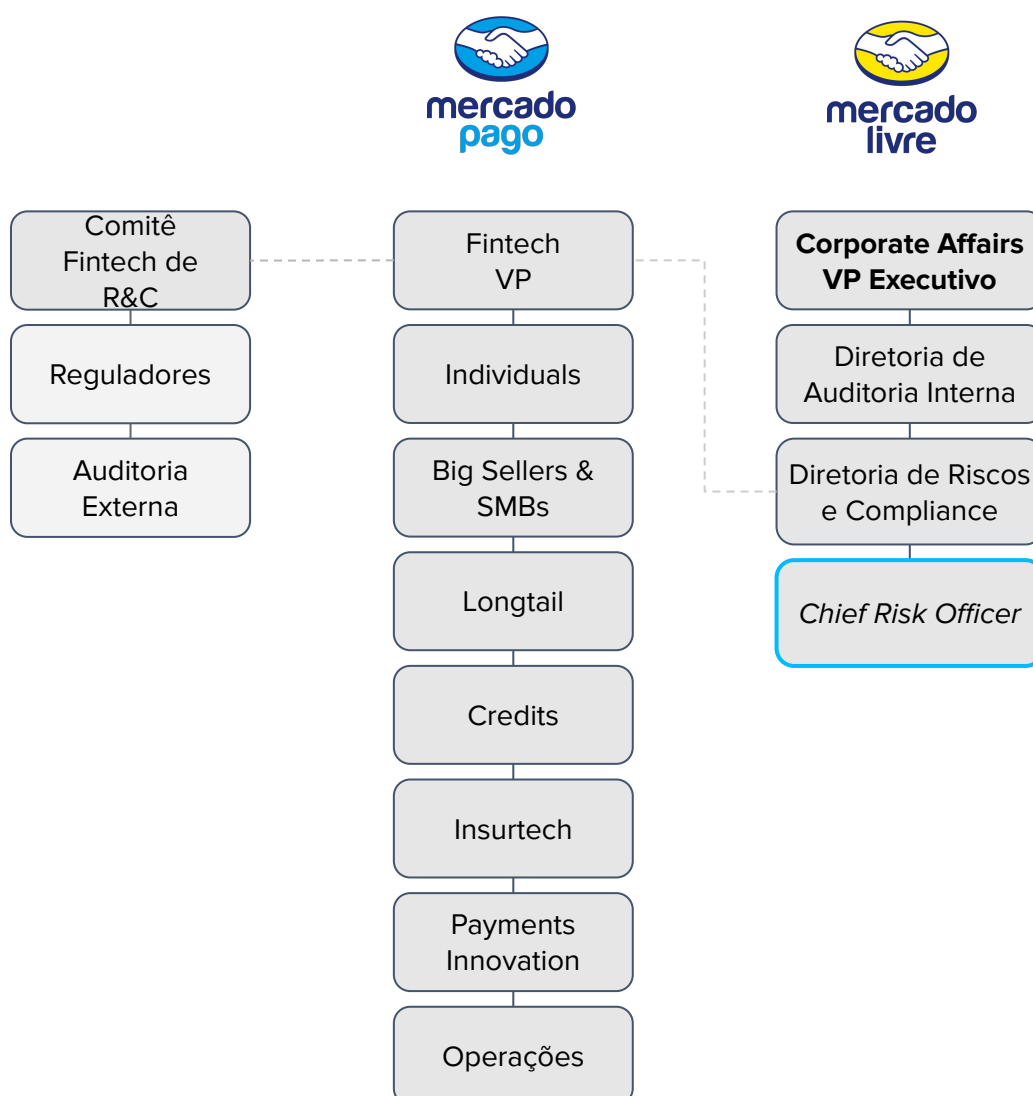 mercado
pago
mercado
livre
Comitê
Fintech de
R&C
Reguladores
Auditoria
Externa
Fintech
VP
Individuals
Big Sellers &
SMBs
Longtail
Credits
Insurtech
Payments
Innovation
Operações
Corporate Affairs
VP Executivo
Diretoria de
Auditoria Interna
Diretoria de Riscos
e Compliance
Chief Risk Officer